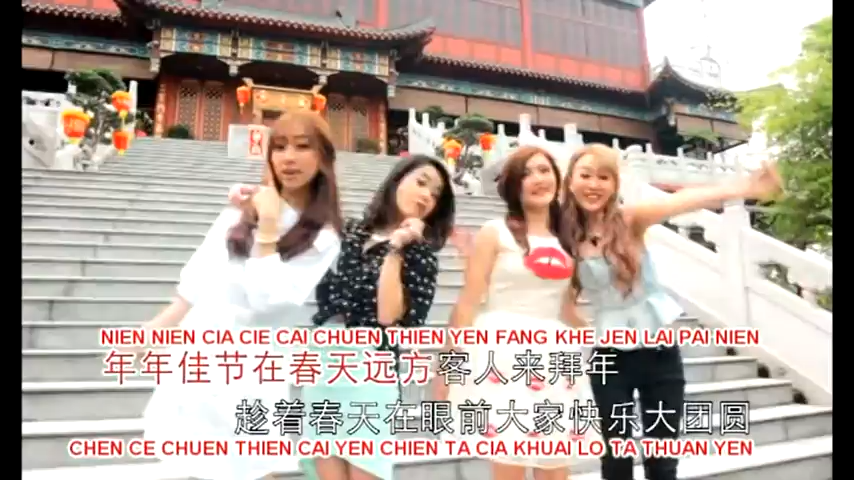 NIEN NIEN CIA CIE CAI CHUEN THIEN YEN FANG KHE JEN LAI PAI NIEN
年年佳节在春天远方客人来拜年
趁着春天在眼前大家快乐大团圆
CHEN CE CHUEN THIEN CAI YEN CHIEN TA CIA KHUAI LO TA THUAN YEN